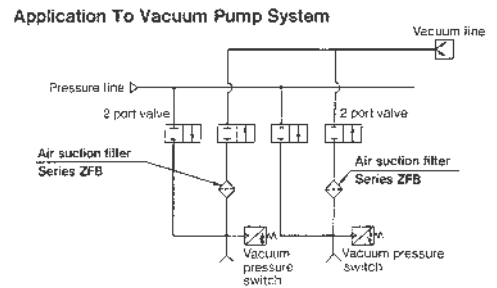 Application To Vacuum Pump System
Vacuum line
Pressure line
2 port valve
2 port valve
Air suction filter
Series ZFB
Air suction filter
Series ZFB
Vacuum
pressure
switch
Vacuum pressure
switch